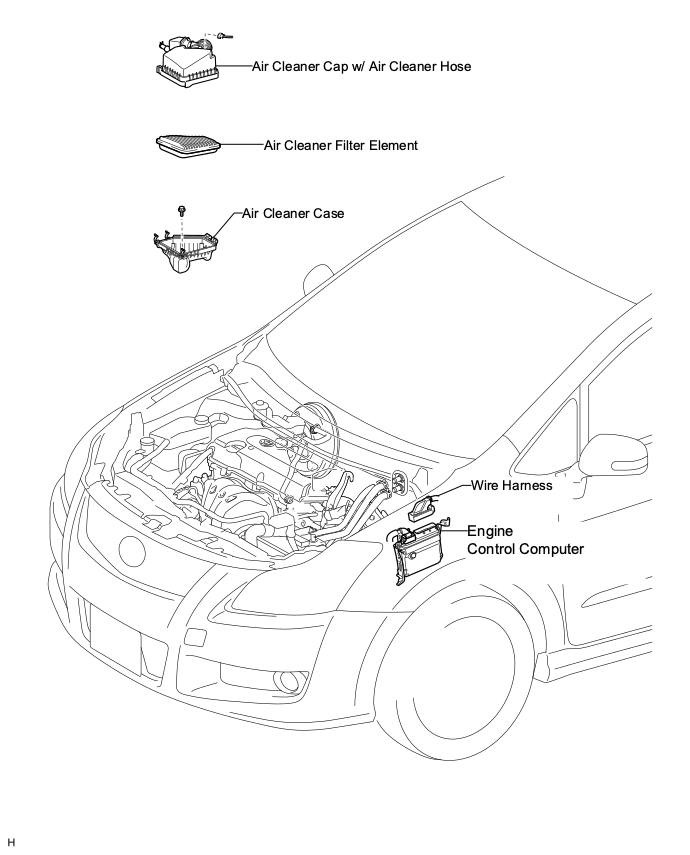 Air Cleaner Cap w/ Air Cleaner Hose
Air Cleaner Filter Element
Air Cleaner Case
Wire Harness
Engine
Control Computer
H